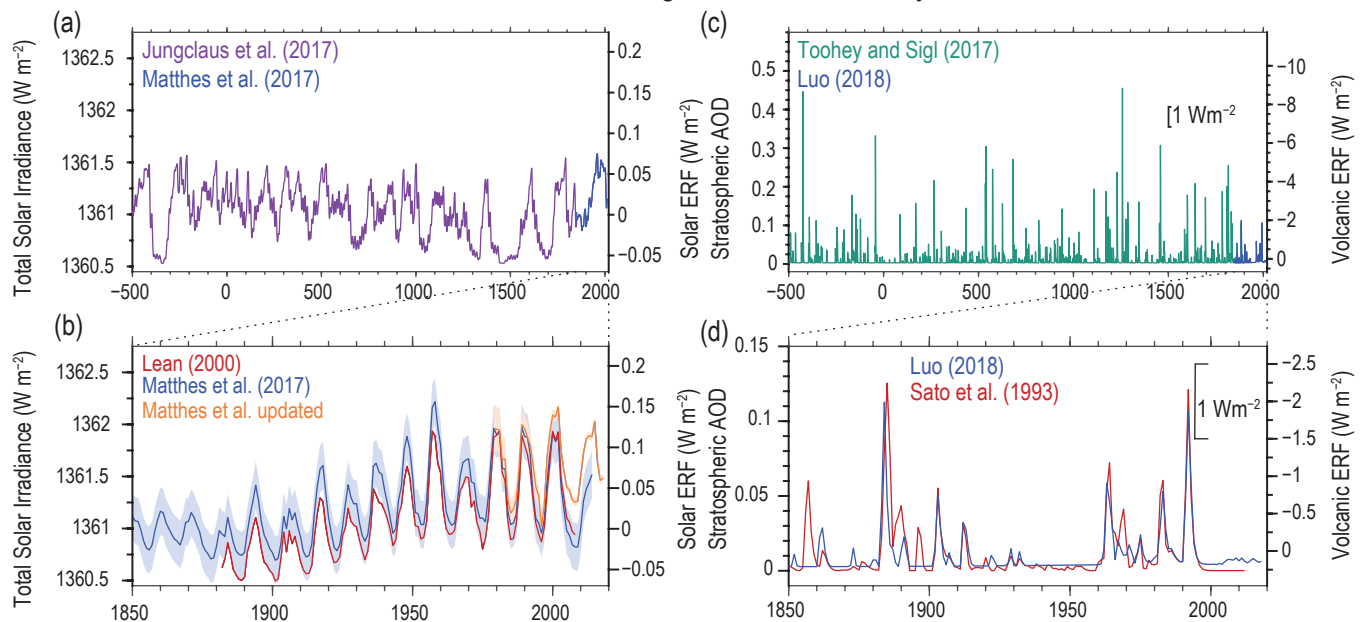 (a)
Jungclaus et al. (2017)
Matthes et al. (2017)
Total Solar Irradiance (W m−2)
1362.5
1362
1361.5
1361
1360.5
0.2
0.15
0.1
0.05
0
−0.05
Solar ERF (W m−2)
−500
0
500
1000
1500
2000
(b)
Lean (2000)
Matthes et al. (2017)
Matthes et al. updated
Total Solar Irradiance (W m−2)
1362.5
1362
1361.5
1361
1360.5
0.2
0.15
0.1
0.05
0
−0.05
Solar ERF (W m−2)
1850
1900
1950
2000
(c)
Toohey and Sigl (2017)
Luo (2018)
[1 Wm−2
Stratospheric AOD
0.5
0.4
0.3
0.2
0.1
0
−10
−8
−6
−4
−2
0
Volcanic ERF (W m−2)
−500
0
500
1000
1500
2000
(d)
Luo (2018)
Sato et al. (1993)
1 Wm−2
Stratospheric AOD
0.15
0.1
0.05
0
−2.5
−2
−1.5
−1
−0.5
0
Volcanic ERF (W m−2)
1850
1900
1950
2000